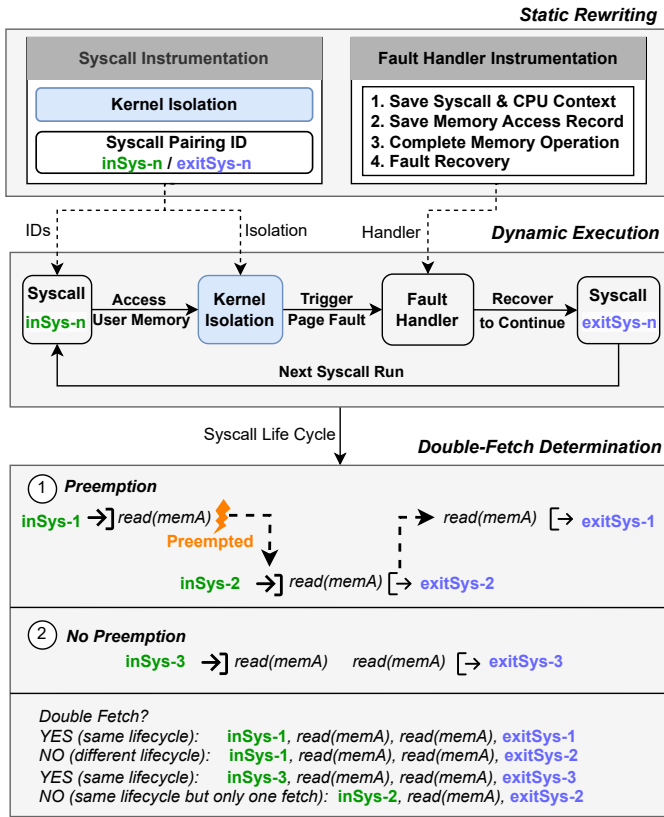 Static Rewriting
Syscall Instrumentation
Kernel Isolation
Syscall Pairing ID
inSys-n / exitSys-n
Fault Handler Instrumentation
1. Save Syscall & CPU Context
2. Save Memory Access Record
3. Complete Memory Operation
4. Fault Recovery
IDs
Isolation
Handler
Dynamic Execution
Syscall
inSys-n
Access
User Memory
Kernel
Isolation
Trigger
Page Fault
Fault
Handler
Recover
to Continue
Syscall
exitSys-n
Next Syscall Run
Syscall Life Cycle
Double-Fetch Determination
1 Preemption
inSys-1 read(memA) read(memA) exitSys-1
Preempted
inSys-2 read(memA) exitSys-2
2 No Preemption
inSys-3 read(memA) read(memA) exitSys-3
Double Fetch?
YES (same lifecycle): inSys-1, read(memA), read(memA), exitSys-1
NO (different lifecycle): inSys-1, read(memA), read(memA), exitSys-2
YES (same lifecycle): inSys-3, read(memA), read(memA), exitSys-3
NO (same lifecycle but only one fetch): inSys-2, read(memA), exitSys-2